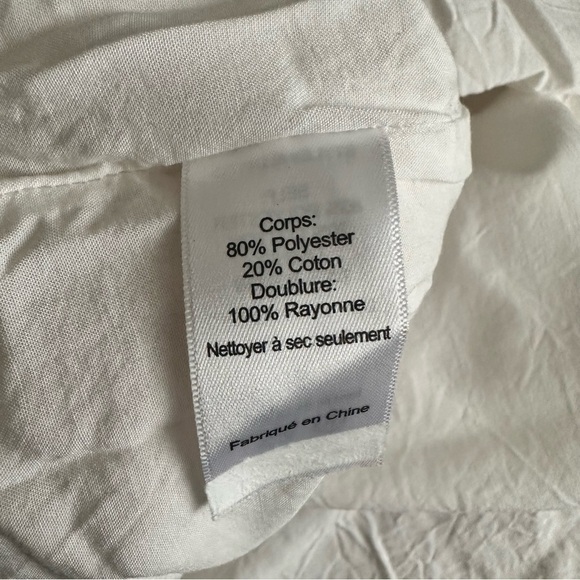 Corps:
80% Polyester
20% Coton
Doublure:
100% Rayonne
Nettoyer à sec seulement
Fabriqué en Chine